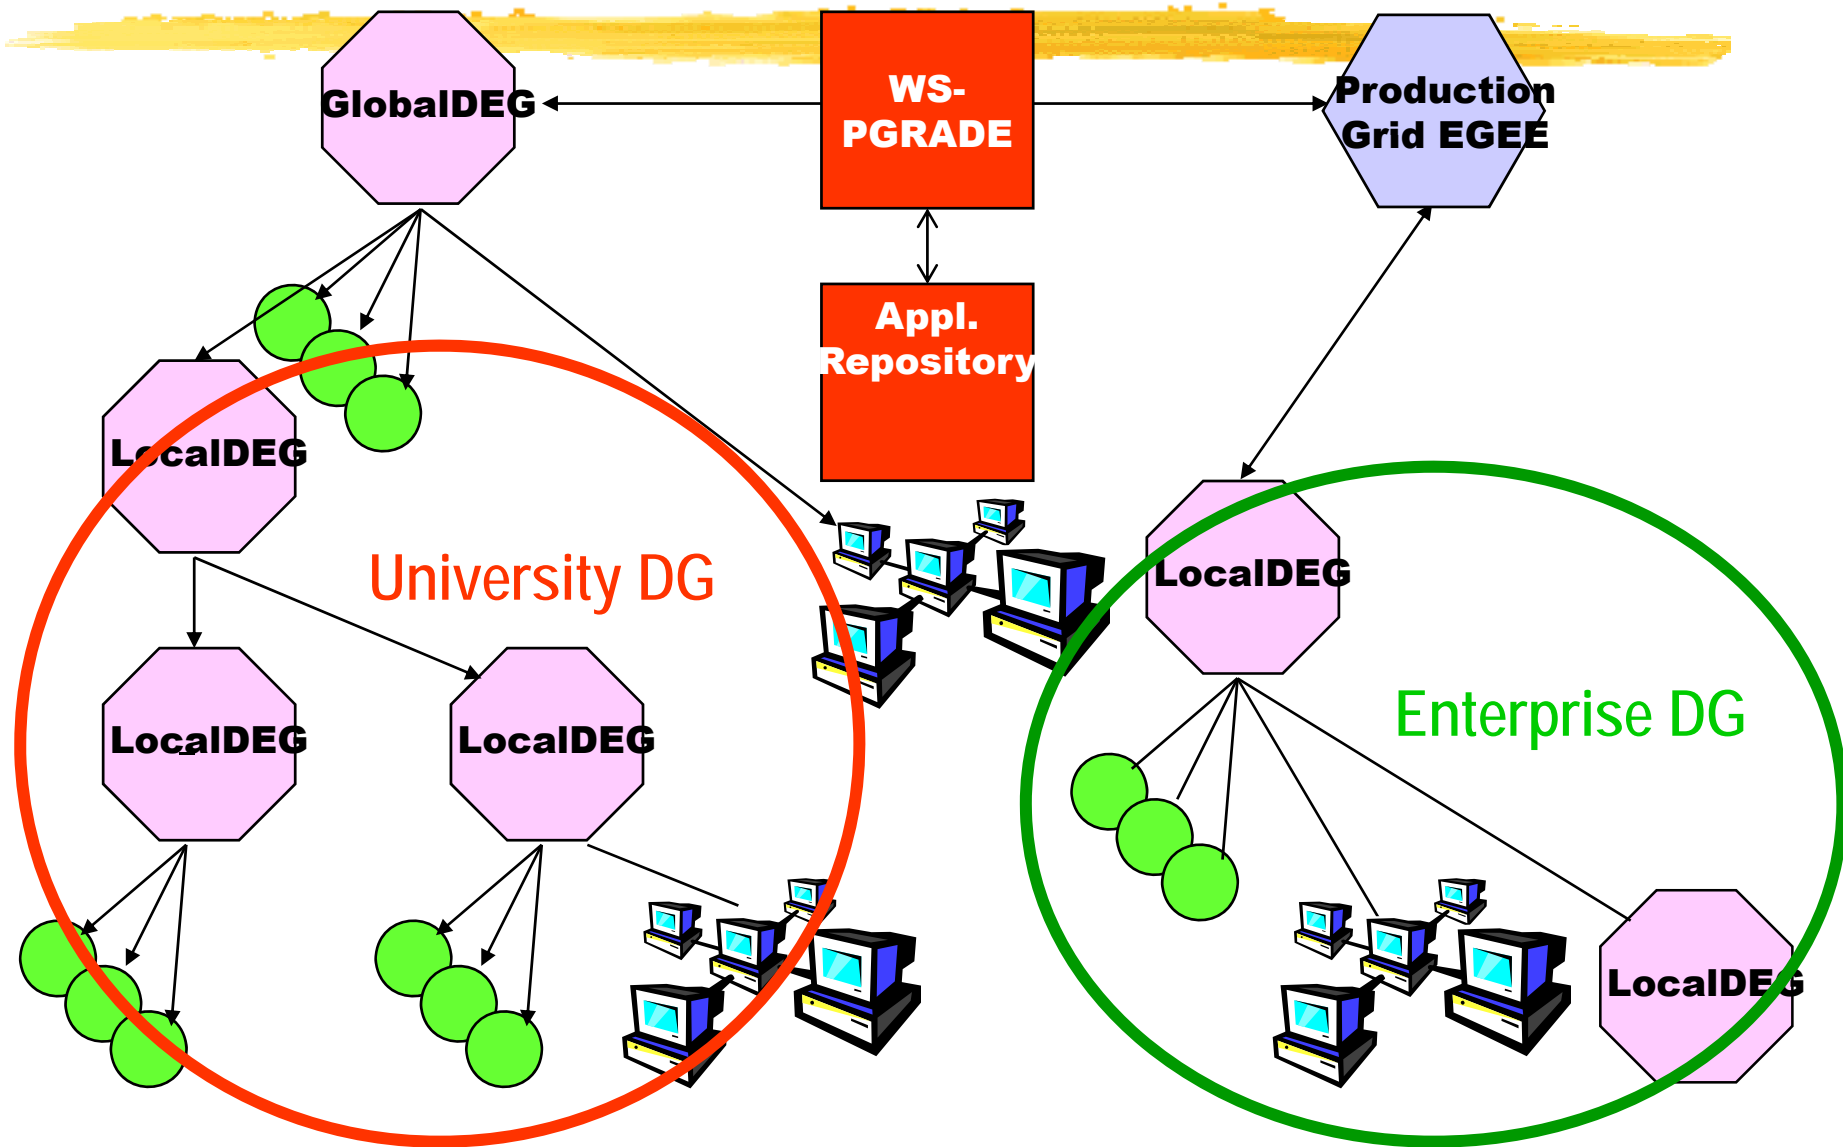 GlobalDEG
WS-
PGRADE
Production
Grid EGEE
Appl.
Repository
LocalDEG
University DG
LocalDEG
Enterprise DG
LocalDEG
LocalDEG
LocalDEG